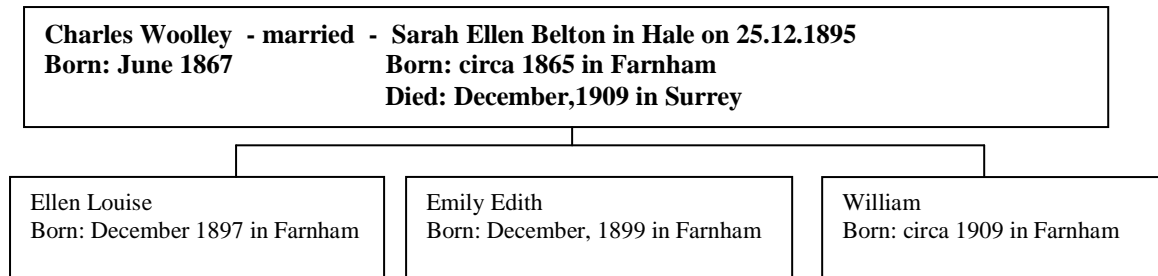 Charles Woolley - married - Sarah Ellen Belton in Hale on 25.12.1895
Born: June 1867 Born: circa 1865 in Farnham
Died: December,1909 in Surrey
Ellen Louise
Born: December 1897 in Farnham
Emily Edith
Born: December, 1899 in Farnham
William
Born: circa 1909 in Farnham